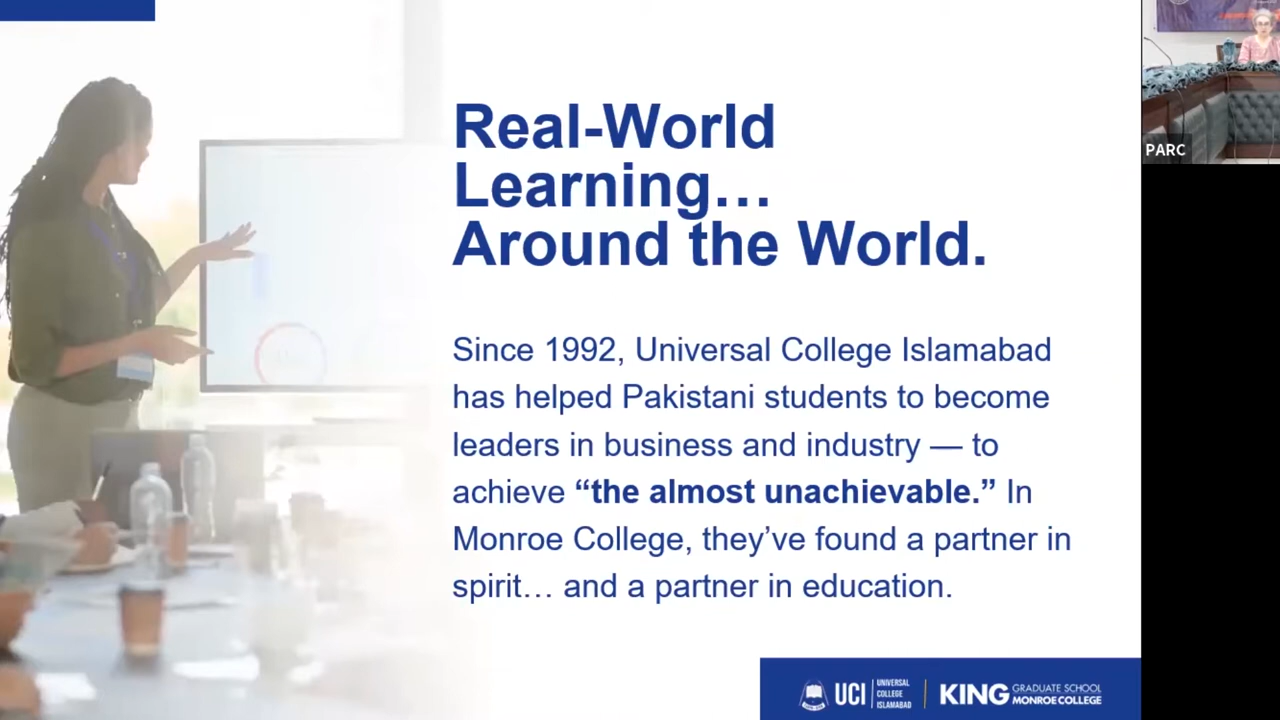 Real-World
Learning…
Around the World.
Since 1992, Universal College Islamabad
has helped Pakistani students to become
leaders in business and industry — to
achieve “the almost unachievable.” In
Monroe College, they’ve found a partner in
spirit… and a partner in education.
PARC
UCI
UNIVERSAL
COLLEGE
ISLAMABAD
KING
GRADUATE SCHOOL
MONROE COLLEGE